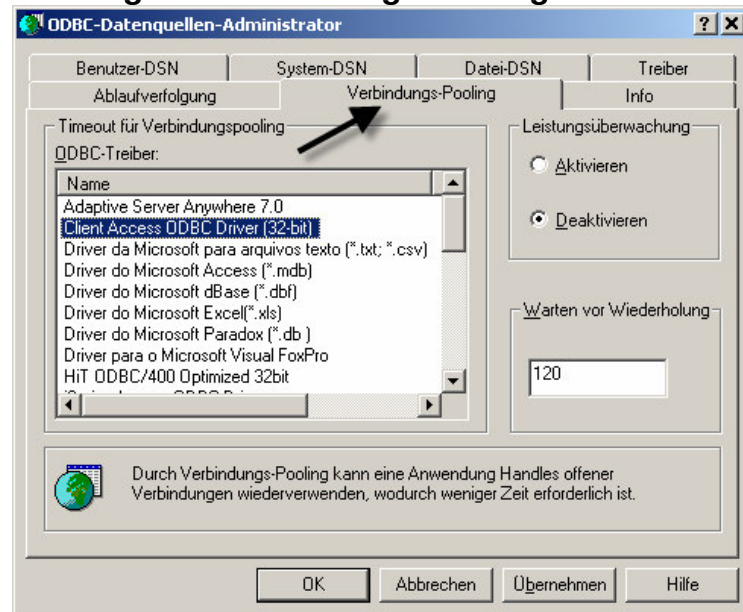 ODBC-Datenquellen-Administrator
Benutzer-DSN System-DSN Datei-DSN Treiber
Ablaufverfolgung Verbindungs-Pooling Info
Timeout für Verbindungspooling
ODBC-Treiber:
Name
Adaptive Server Anywhere 7.0
Client Access ODBC Driver (32-bit)
Driver da Microsoft para arquivos texto (*.txt; *.csv)
Driver do Microsoft Access (*.mdb)
Driver do Microsoft dBase (*.dbf)
Driver do Microsoft Excel(*.xls)
Driver do Microsoft Paradox (*.db )
Driver para o Microsoft Visual FoxPro
HiT ODBC/400 Optimized 32bit
Leistungsüberwachung
Aktivieren
Deaktivieren
Warten vor Wiederholung
120
Durch Verbindungs-Pooling kann eine Anwendung Handles offener
Verbindungen wiederverwenden, wodurch weniger Zeit erforderlich ist.
OK Abbrechen Übernehmen Hilfe